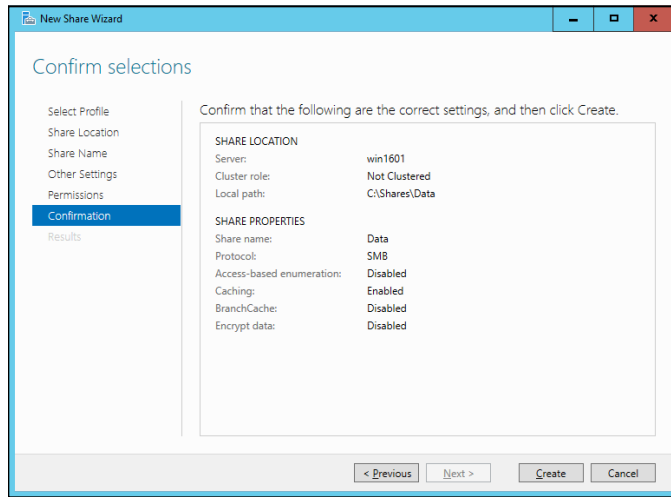 New Share Wizard
Confirm selections
Select Profile
Share Location
Share Name
Other Settings
Permissions
Confirmation
Results
Confirm that the following are the correct settings, and then click Create.
SHARE LOCATION
Server: win1601
Cluster role: Not Clustered
Local path: C:\Shares\Data
SHARE PROPERTIES
Share name: Data
Protocol: SMB
Access-based enumeration: Disabled
Caching: Enabled
BranchCache: Disabled
Encrypt data: Disabled
< Previous Next > Create Cancel